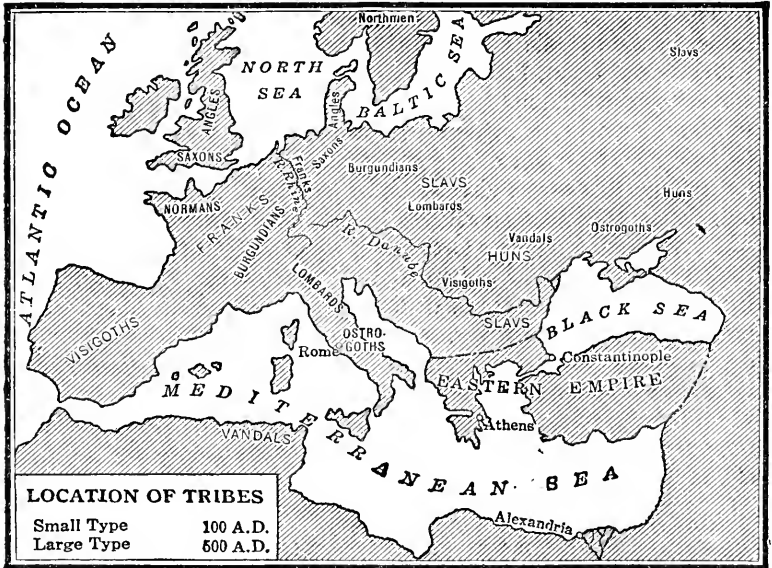 Northmen
Slavs
ATLANTIC OCEAN
NORTH
SEA
BALTIC SEA
ANGLES
Angles
SAXONS
Saxons
Franks
R. Rhine
Burgundians
SLAVS
Lombards
Huns
NORMANS
FRANKS
BURGUNDIANS
R. Danube
Vandals
HUNS
Ostrogoths
Visigoths
LOMBARDS
VISIGOTHS
SLAVS
BLACK SEA
OSTRO-
GOTHS
Rome
Constantinople
EASTERN EMPIRE
MEDITERRANEAN SEA
Athens
VANDALS
Alexandria
LOCATION OF TRIBES
Small Type 100 A.D.
Large Type 500 A.D.